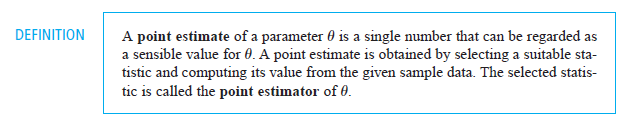 DEFINITION
A point estimate of a parameter θ is a single number that can be regarded as
a sensible value for θ. A point estimate is obtained by selecting a suitable sta-
tistic and computing its value from the given sample data. The selected statis-
tic is called the point estimator of θ.